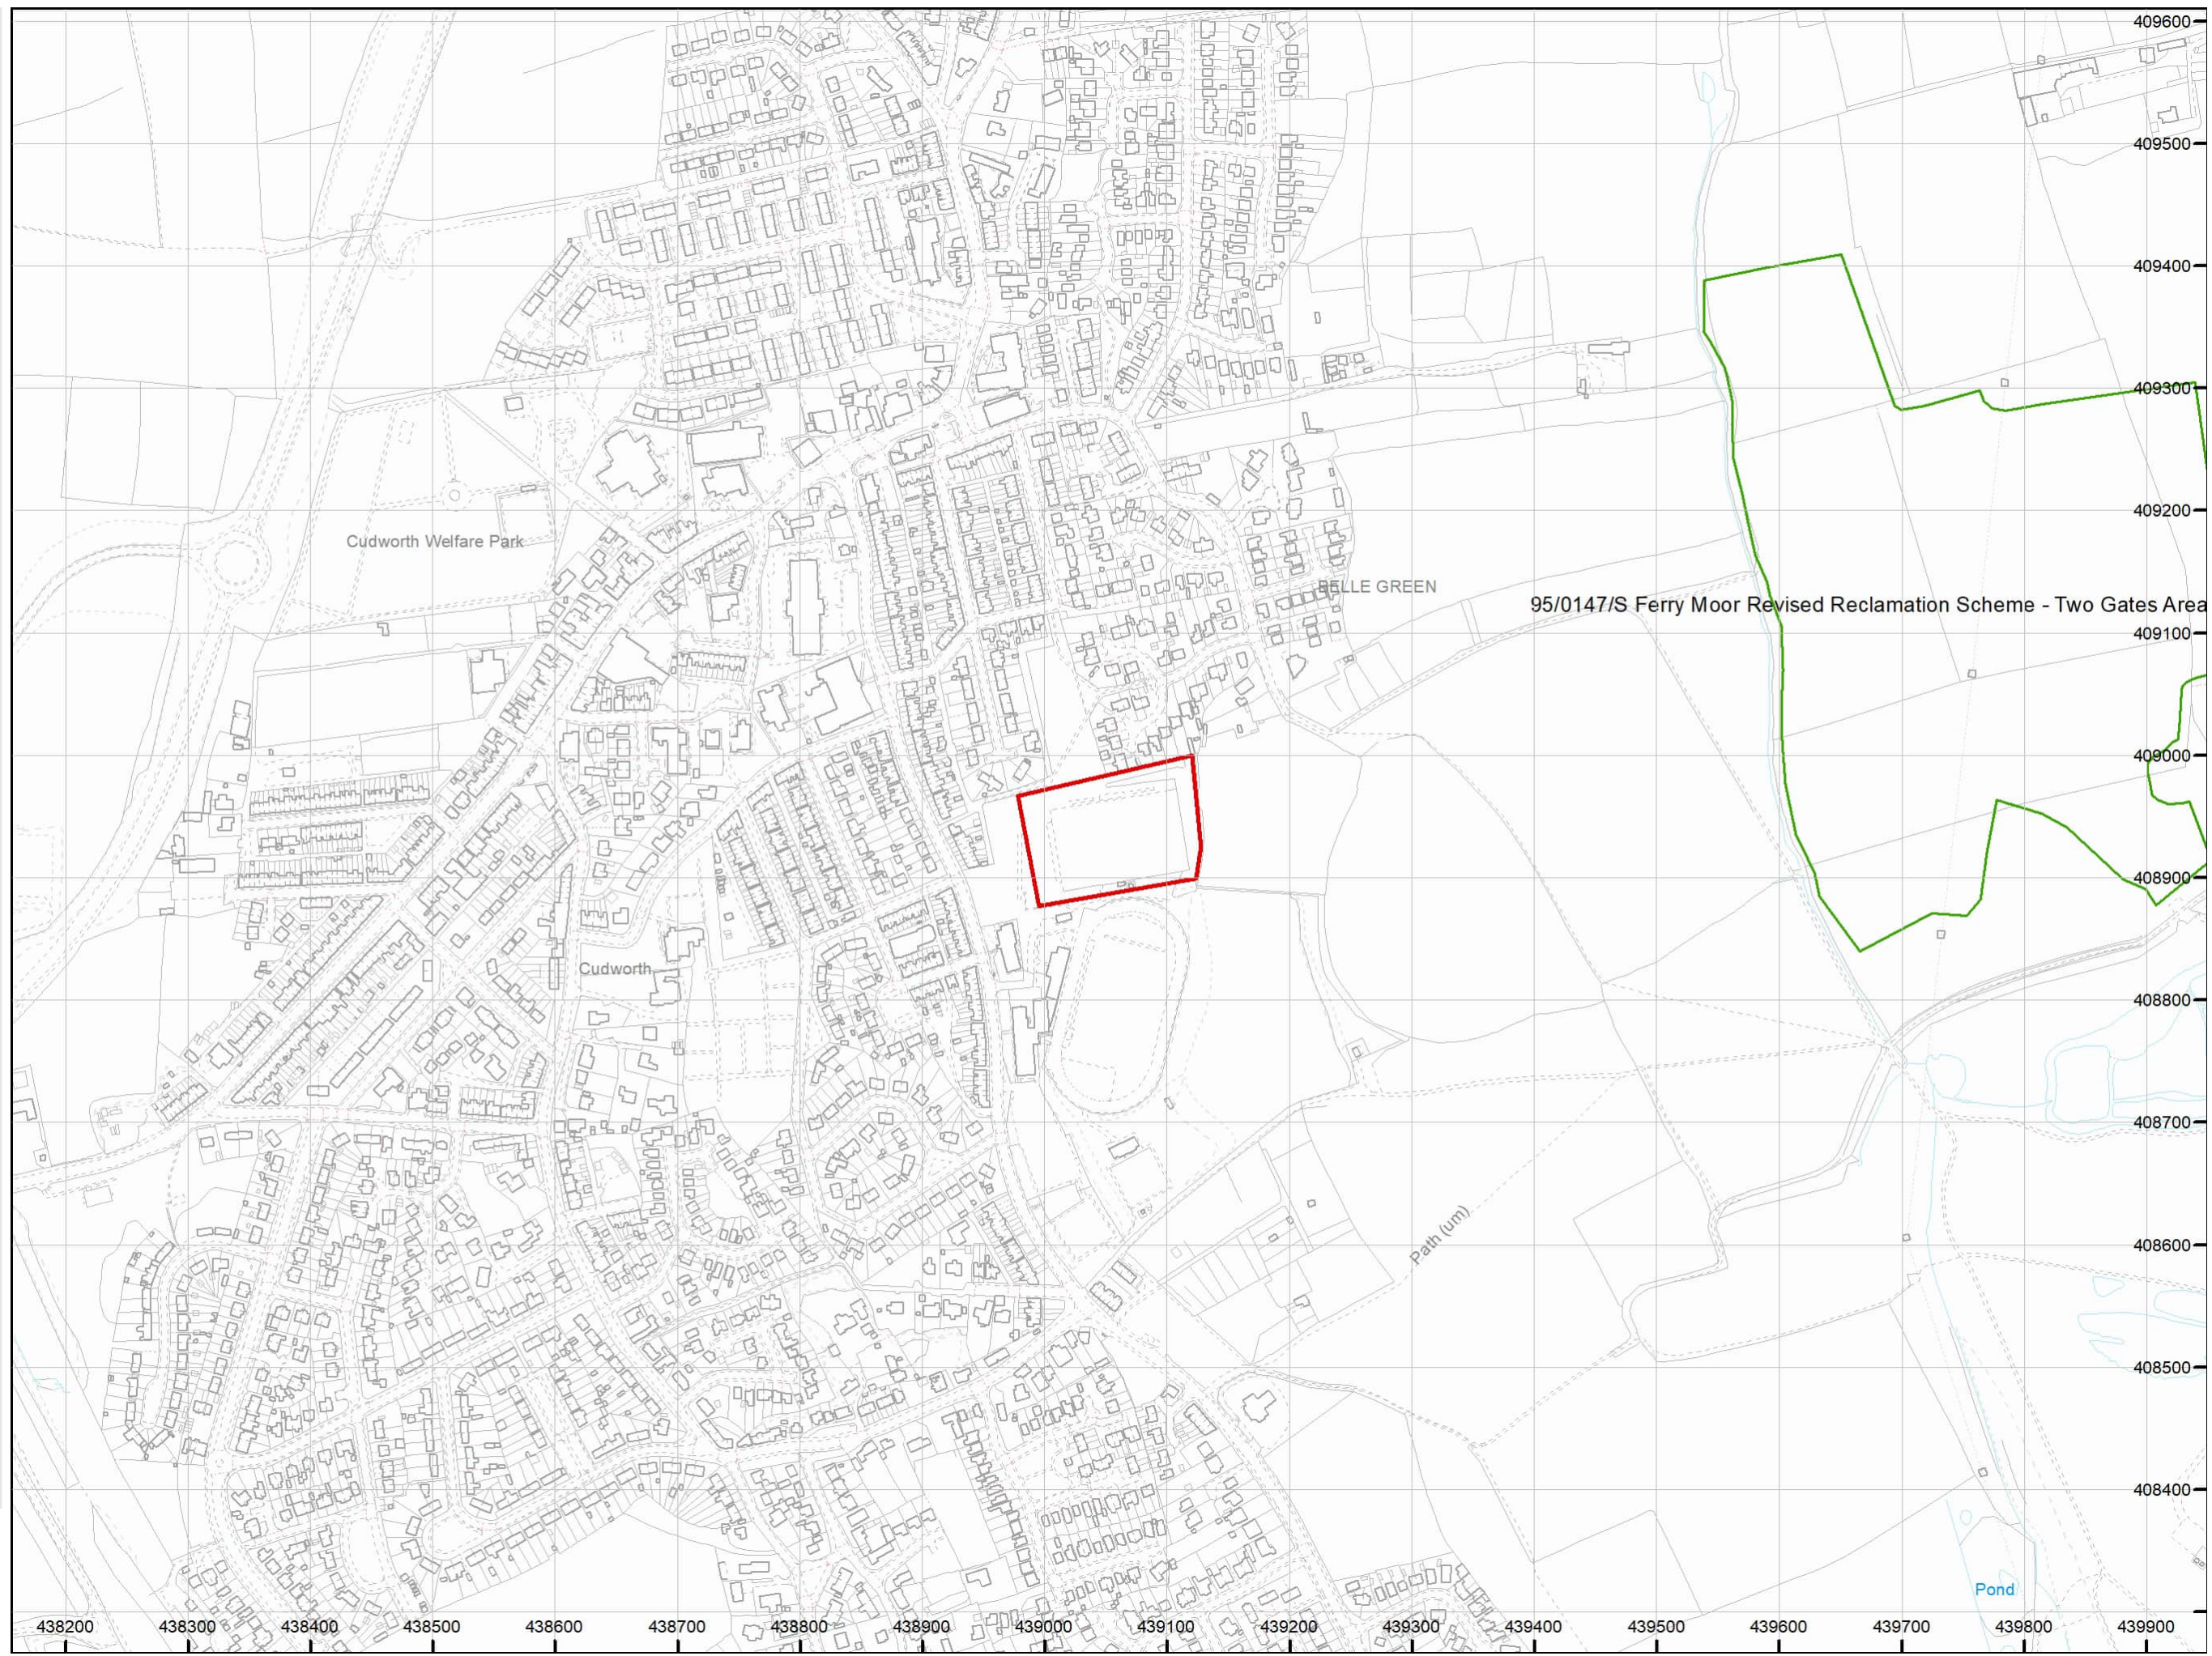 409600
409500
409400
409300
409200
Cudworth Welfare Park
BELLE GREEN
95/0147/S Ferry Moor Revised Reclamation Scheme - Two Gates Area
409100
409000
408900
Cudworth
408800
408700
Path (um)
408600
408500
408400
Pond
438200 438300 438400 438500 438600 438700 438800 438900 439000 439100 439200 439300 439400 439500 439600 439700 439800 439900